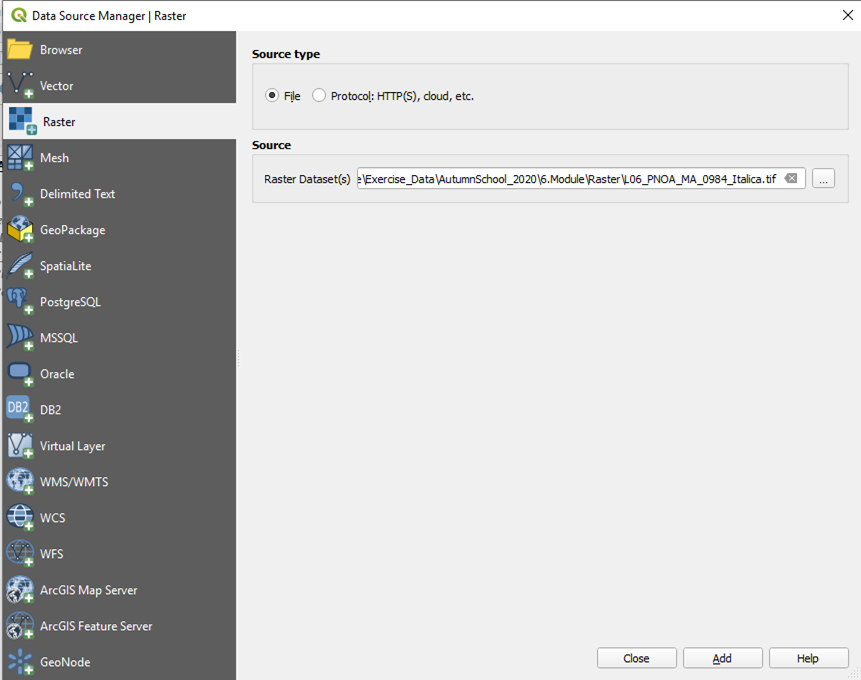 Data Source Manager | Raster
Browser
Vector
Raster
Mesh
Delimited Text
GeoPackage
SpatiaLite
PostgreSQL
MSSQL
Oracle
DB2
DB2
Virtual Layer
WMS/WMTS
WCS
WFS
ArcGIS Map Server
ArcGIS Feature Server
GeoNode
Source type
File Protocol: HTTP(S), cloud, etc.
Source
Raster Dataset(s) e\Exercise_Data\AutumnSchool_2020\6.Module\Raster\L06_PNOA_MA_0984_Italica.tif ...
Close Add Help